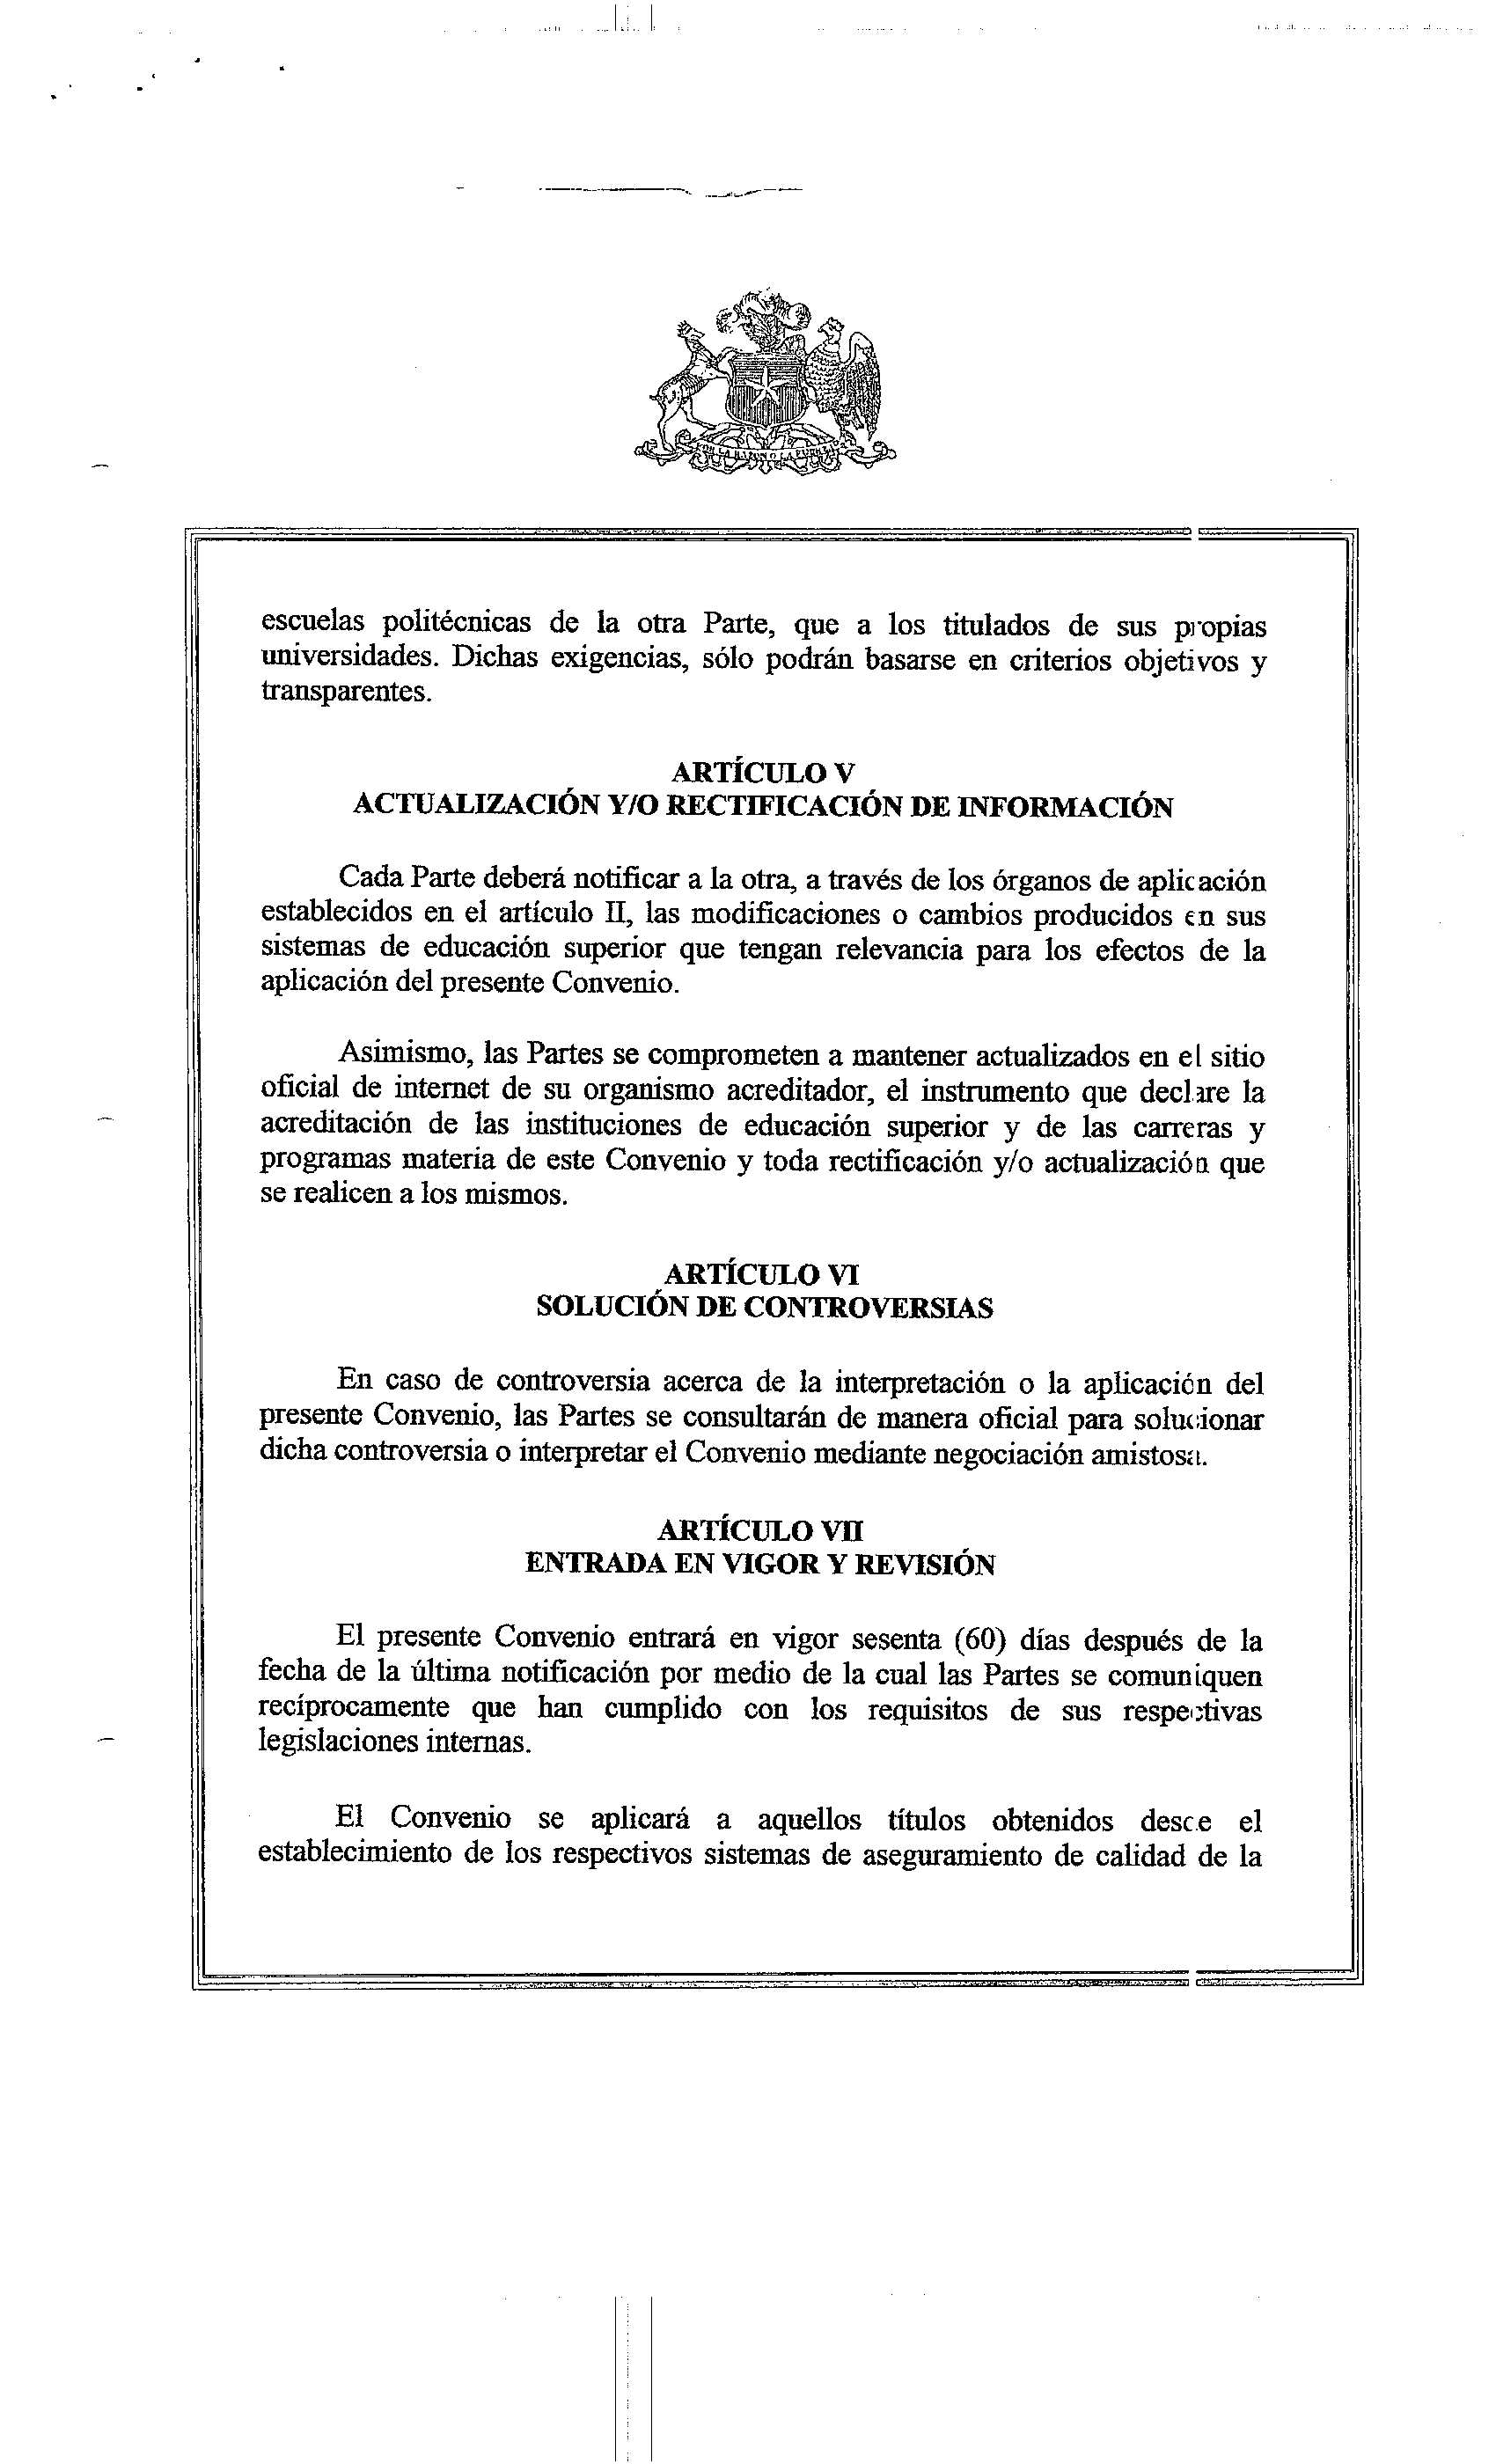 POR LA RAZON O LA FUERZA
escuelas politécnicas de la otra Parte, que a los titulados de sus propias
universidades. Dichas exigencias, sólo podrán basarse en criterios objetivos y
transparentes.
ARTÍCULO V
ACTUALIZACIÓN Y/O RECTIFICACIÓN DE INFORMACIÓN
Cada Parte deberá notificar a la otra, a través de los órganos de aplicación
establecidos en el artículo II, las modificaciones o cambios producidos en sus
sistemas de educación superior que tengan relevancia para los efectos de la
aplicación del presente Convenio.
Asimismo, las Partes se comprometen a mantener actualizados en el sitio
oficial de internet de su organismo acreditador, el instrumento que declare la
acreditación de las instituciones de educación superior y de las carreras y
programas materia de este Convenio y toda rectificación y/o actualización que
se realicen a los mismos.
ARTÍCULO VI
SOLUCIÓN DE CONTROVERSIAS
En caso de controversia acerca de la interpretación o la aplicación del
presente Convenio, las Partes se consultarán de manera oficial para solucionar
dicha controversia o interpretar el Convenio mediante negociación amistosa.
ARTÍCULO VII
ENTRADA EN VIGOR Y REVISIÓN
El presente Convenio entrará en vigor sesenta (60) días después de la
fecha de la última notificación por medio de la cual las Partes se comuniquen
recíprocamente que han cumplido con los requisitos de sus respectivas
legislaciones internas.
El Convenio se aplicará a aquellos títulos obtenidos desde el
establecimiento de los respectivos sistemas de aseguramiento de calidad de la